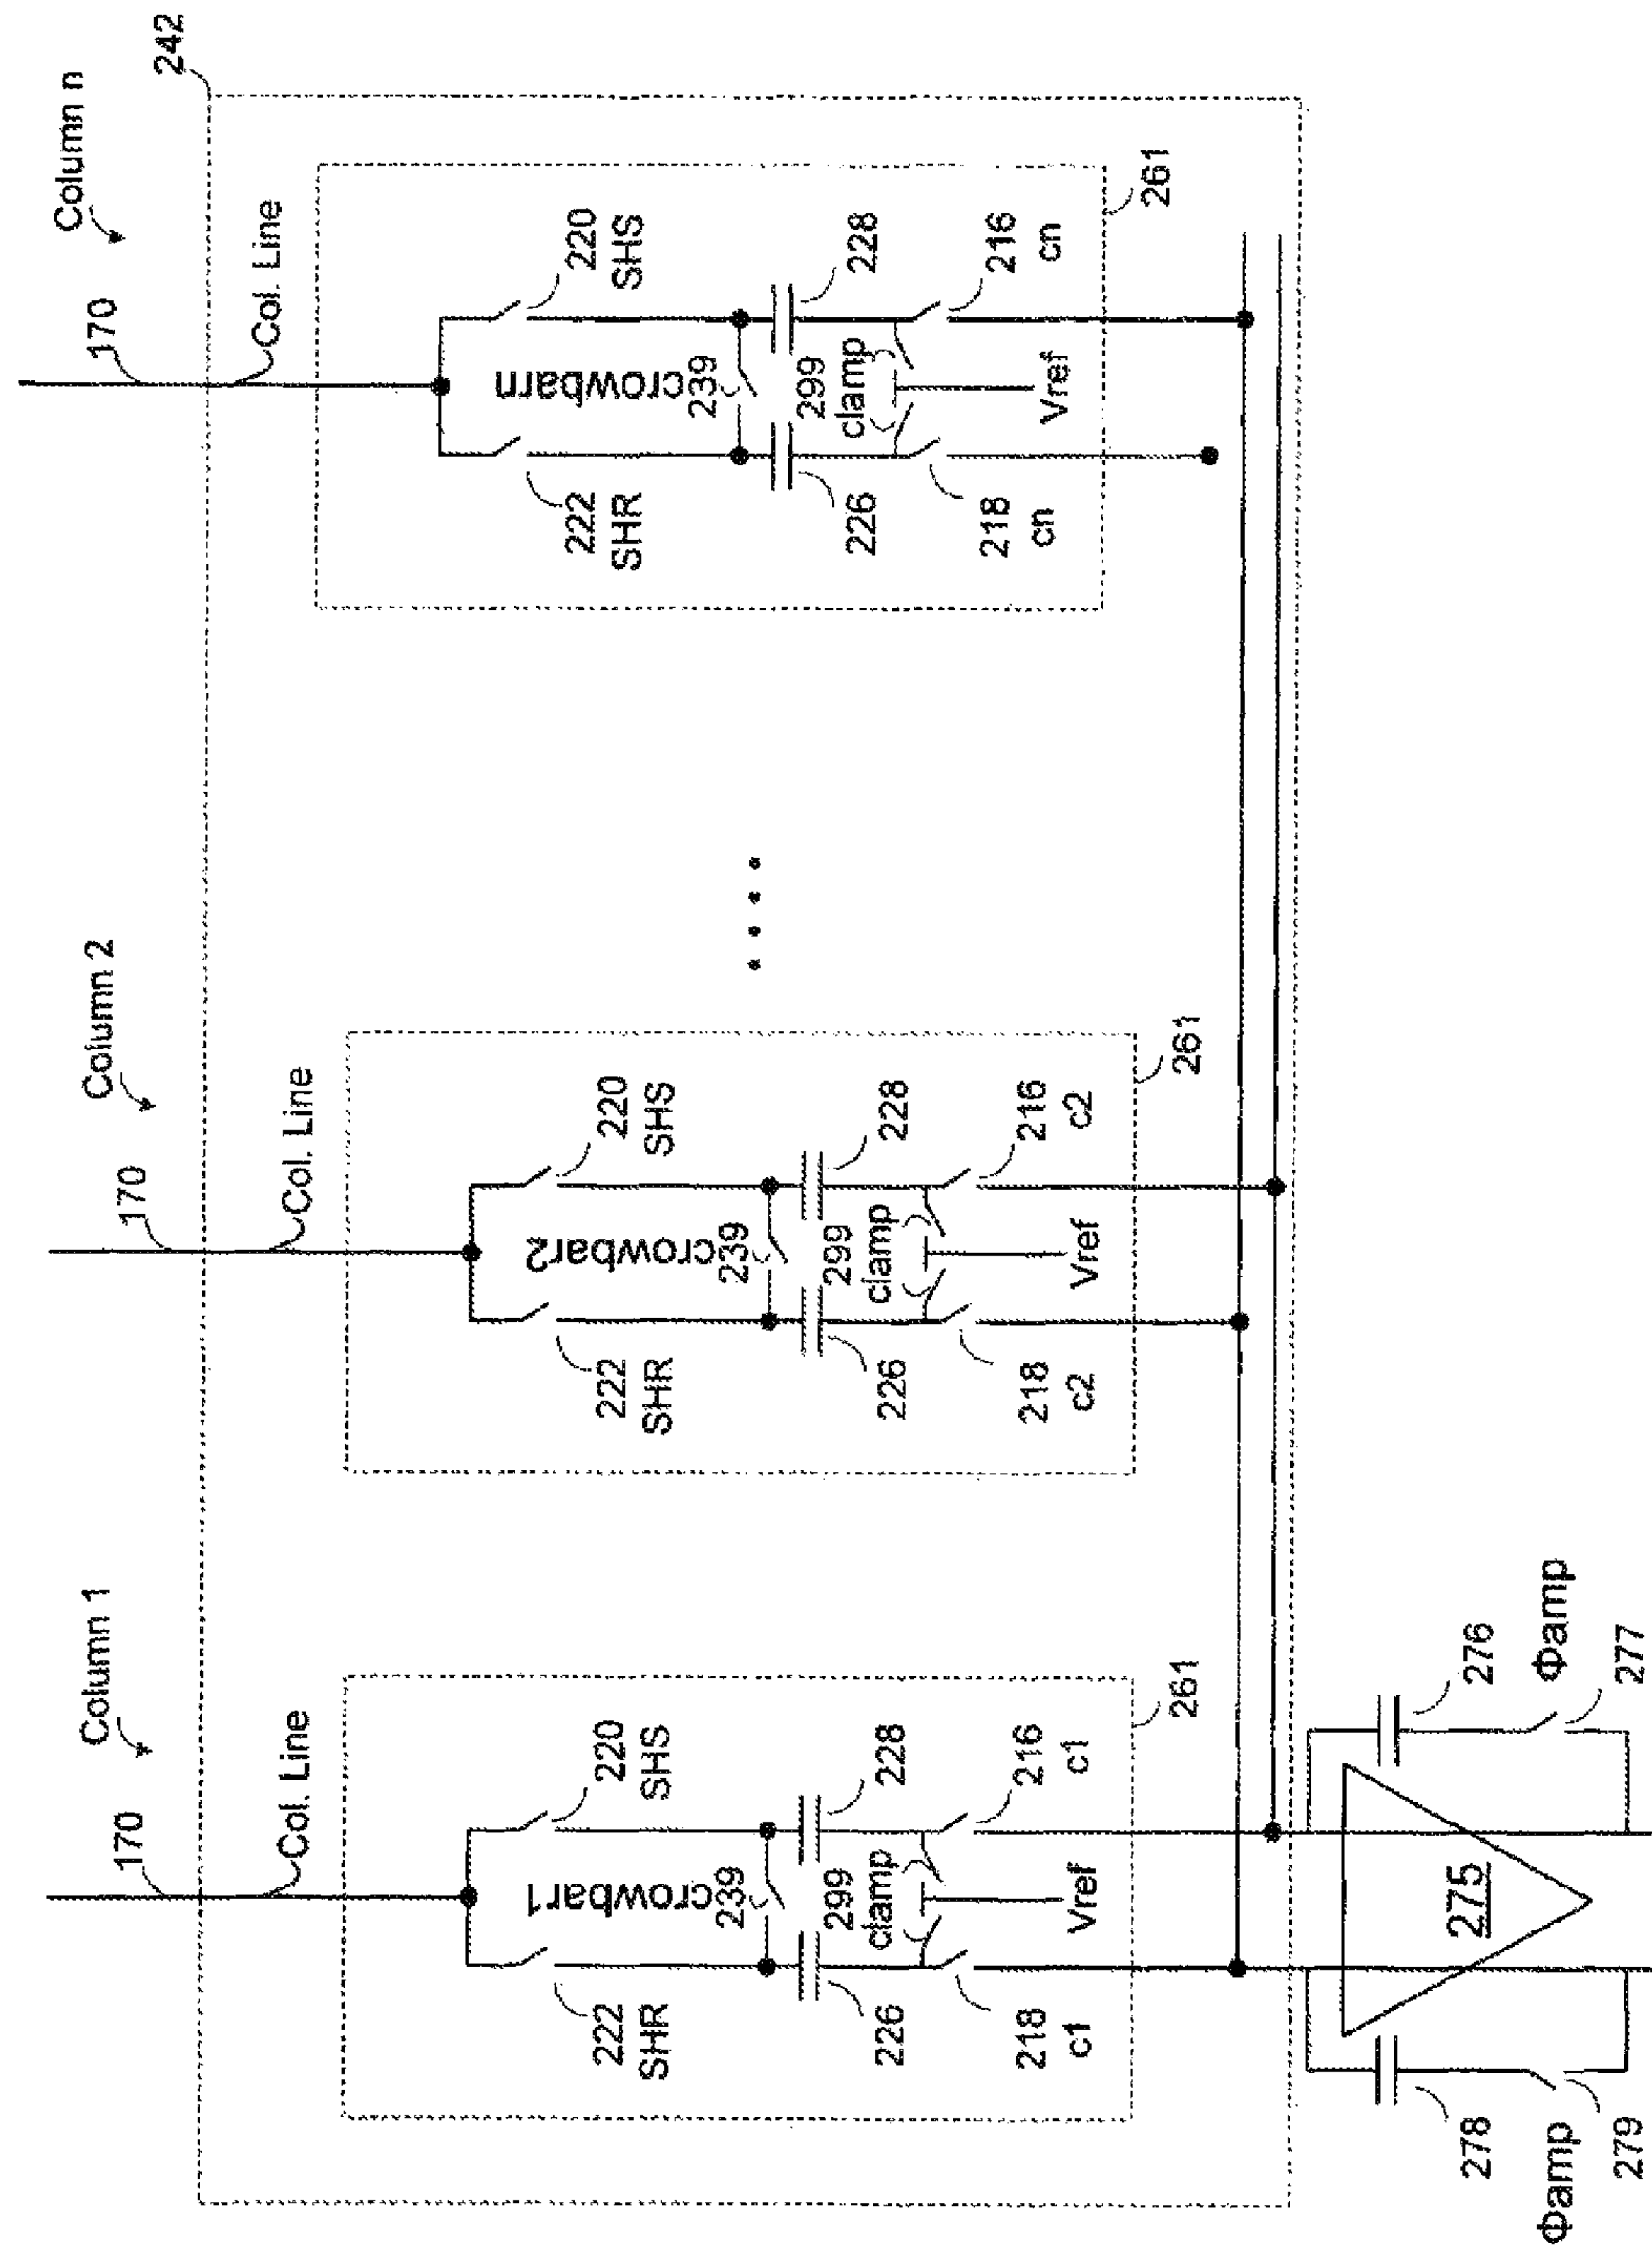 242
Column 1
170
Col. Line
222
SHR
220
SHS
crowbar1
239
226
228
299
clamp
218
c1
216
c1
Vref
261
Column 2
170
Col. Line
222
SHR
220
SHS
crowbar2
239
226
228
299
clamp
218
c2
216
c2
Vref
261
Column n
170
Col. Line
222
SHR
220
SHS
crowbarn
239
226
228
299
clamp
218
cn
216
cn
Vref
261
278
Φamp
279
275
276
Φamp
277